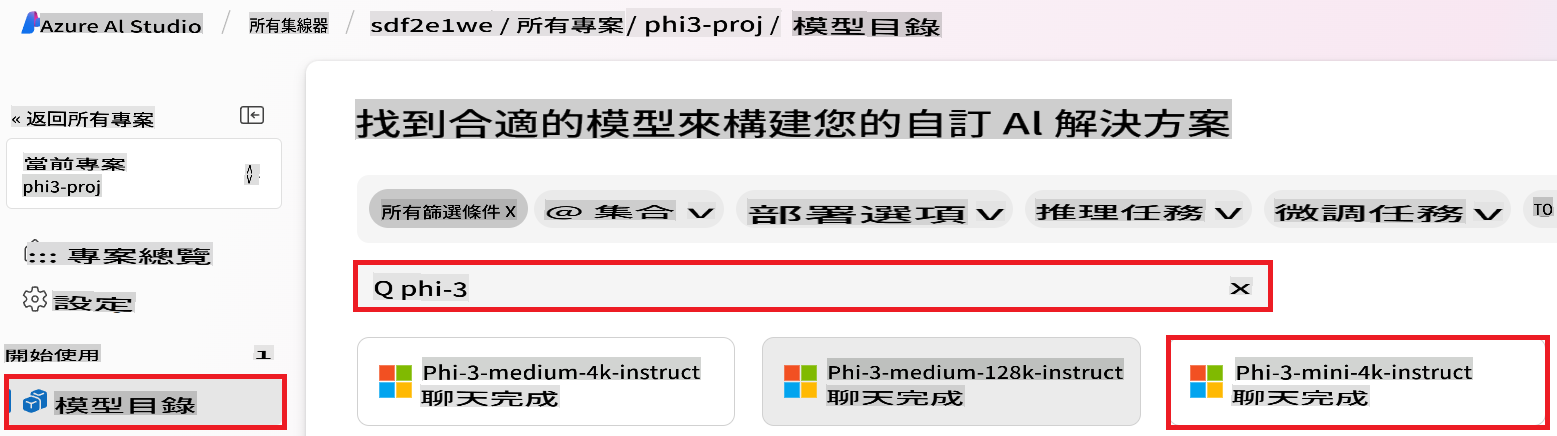 Azure Al Studio / 所有集線器 / sdf2e1we / 所有專案 / phi3-proj / 模型目錄
« 返回所有專案
當前專案
phi3-proj
專案總覽
設定
開始使用 1
模型目錄
找到合適的模型來構建您的自訂 Al 解決方案
所有篩選條件 X @ 集合 部署選項 推理任務 微調任務 TO
Q phi-3 X
Phi-3-medium-4k-instruct
聊天完成
Phi-3-medium-128k-instruct
聊天完成
Phi-3-mini-4k-instruct
聊天完成